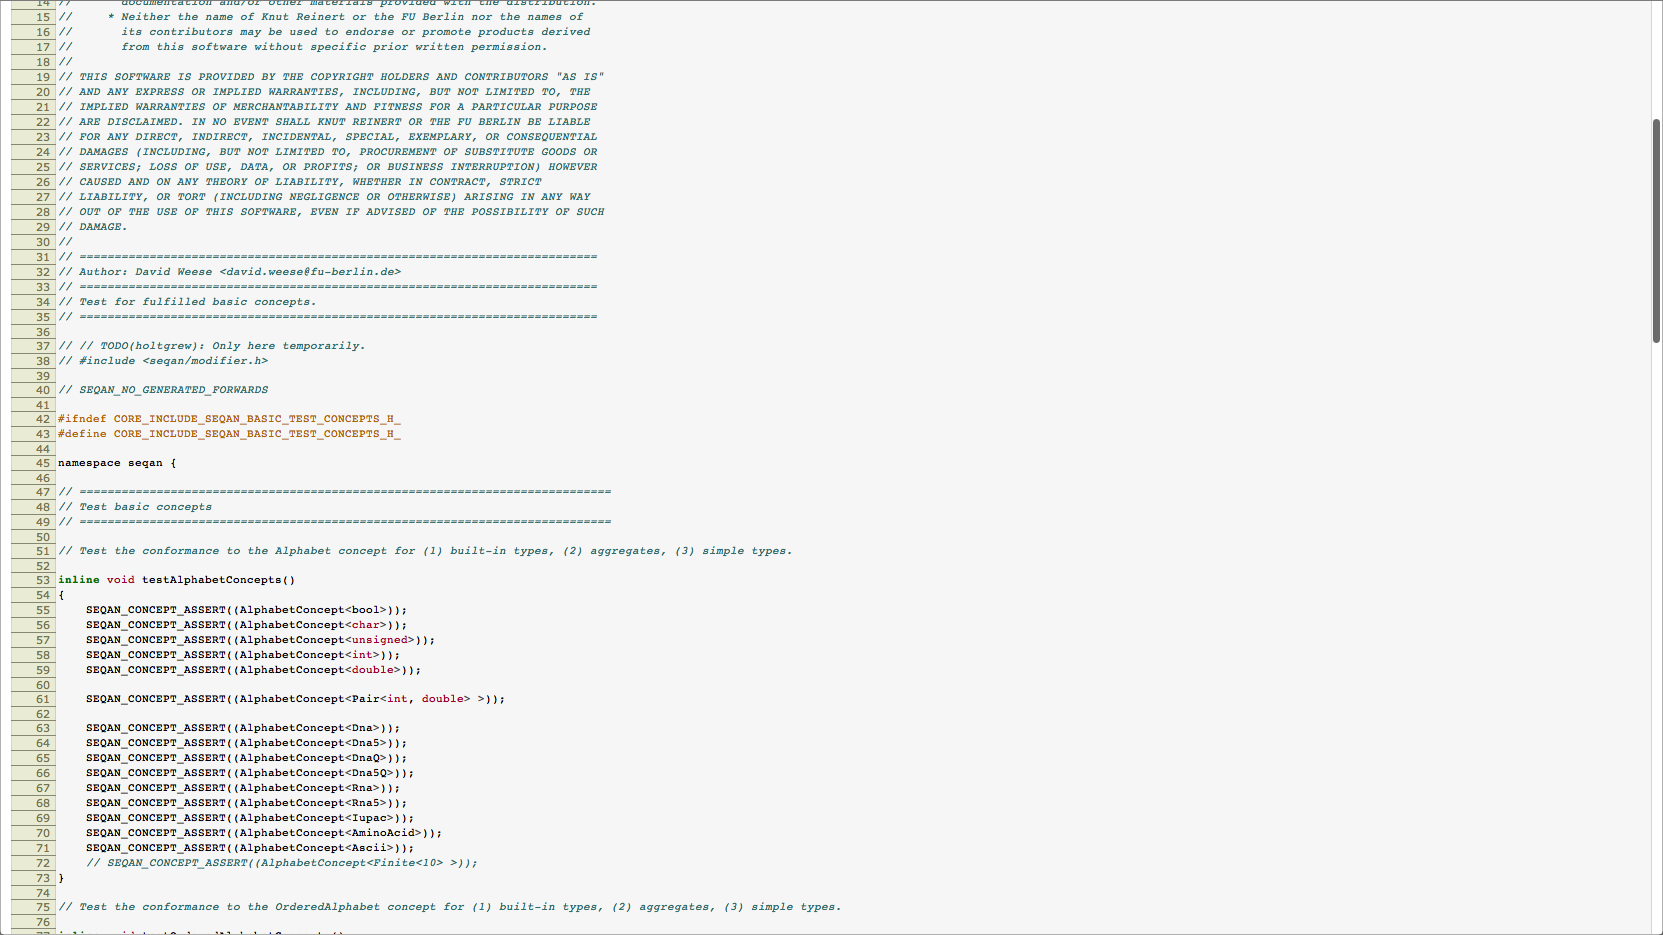 14 // documentation and/or other materials provided with the distribution.
15 //     * Neither the name of Knut Reinert or the FU Berlin nor the names of
16 //       its contributors may be used to endorse or promote products derived
17 //       from this software without specific prior written permission.
18 //
19 // THIS SOFTWARE IS PROVIDED BY THE COPYRIGHT HOLDERS AND CONTRIBUTORS "AS IS"
20 // AND ANY EXPRESS OR IMPLIED WARRANTIES, INCLUDING, BUT NOT LIMITED TO, THE
21 // IMPLIED WARRANTIES OF MERCHANTABILITY AND FITNESS FOR A PARTICULAR PURPOSE
22 // ARE DISCLAIMED. IN NO EVENT SHALL KNUT REINERT OR THE FU BERLIN BE LIABLE
23 // FOR ANY DIRECT, INDIRECT, INCIDENTAL, SPECIAL, EXEMPLARY, OR CONSEQUENTIAL
24 // DAMAGES (INCLUDING, BUT NOT LIMITED TO, PROCUREMENT OF SUBSTITUTE GOODS OR
25 // SERVICES; LOSS OF USE, DATA, OR PROFITS; OR BUSINESS INTERRUPTION) HOWEVER
26 // CAUSED AND ON ANY THEORY OF LIABILITY, WHETHER IN CONTRACT, STRICT
27 // LIABILITY, OR TORT (INCLUDING NEGLIGENCE OR OTHERWISE) ARISING IN ANY WAY
28 // OUT OF THE USE OF THIS SOFTWARE, EVEN IF ADVISED OF THE POSSIBILITY OF SUCH
29 // DAMAGE.
30 //
31 // ==========================================================================
32 // Author: David Weese <david.weese@fu-berlin.de>
33 // ==========================================================================
34 // Test for fulfilled basic concepts.
35 // ==========================================================================
36
37 // // TODO(holtgrew): Only here temporarily.
38 // #include <seqan/modifier.h>
39
40 // SEQAN_NO_GENERATED_FORWARDS
41
42 #ifndef CORE_INCLUDE_SEQAN_BASIC_TEST_CONCEPTS_H_
43 #define CORE_INCLUDE_SEQAN_BASIC_TEST_CONCEPTS_H_
44
45 namespace seqan {
46
47 // ============================================================================
48 // Test basic concepts
49 // ============================================================================
50
51 // Test the conformance to the Alphabet concept for (1) built-in types, (2) aggregates, (3) simple types.
52
53 inline void testAlphabetConcepts()
54 {
55     SEQAN_CONCEPT_ASSERT((AlphabetConcept<bool>));
56     SEQAN_CONCEPT_ASSERT((AlphabetConcept<char>));
57     SEQAN_CONCEPT_ASSERT((AlphabetConcept<unsigned>));
58     SEQAN_CONCEPT_ASSERT((AlphabetConcept<int>));
59     SEQAN_CONCEPT_ASSERT((AlphabetConcept<double>));
60
61     SEQAN_CONCEPT_ASSERT((AlphabetConcept<Pair<int, double> >));
62
63     SEQAN_CONCEPT_ASSERT((AlphabetConcept<Dna>));
64     SEQAN_CONCEPT_ASSERT((AlphabetConcept<Dna5>));
65     SEQAN_CONCEPT_ASSERT((AlphabetConcept<DnaQ>));
66     SEQAN_CONCEPT_ASSERT((AlphabetConcept<Dna5Q>));
67     SEQAN_CONCEPT_ASSERT((AlphabetConcept<Rna>));
68     SEQAN_CONCEPT_ASSERT((AlphabetConcept<Rna5>));
69     SEQAN_CONCEPT_ASSERT((AlphabetConcept<Iupac>));
70     SEQAN_CONCEPT_ASSERT((AlphabetConcept<AminoAcid>));
71     SEQAN_CONCEPT_ASSERT((AlphabetConcept<Ascii>));
72     // SEQAN_CONCEPT_ASSERT((AlphabetConcept<Finite<10> >));
73 }
74
75 // Test the conformance to the OrderedAlphabet concept for (1) built-in types, (2) aggregates, (3) simple types.
76